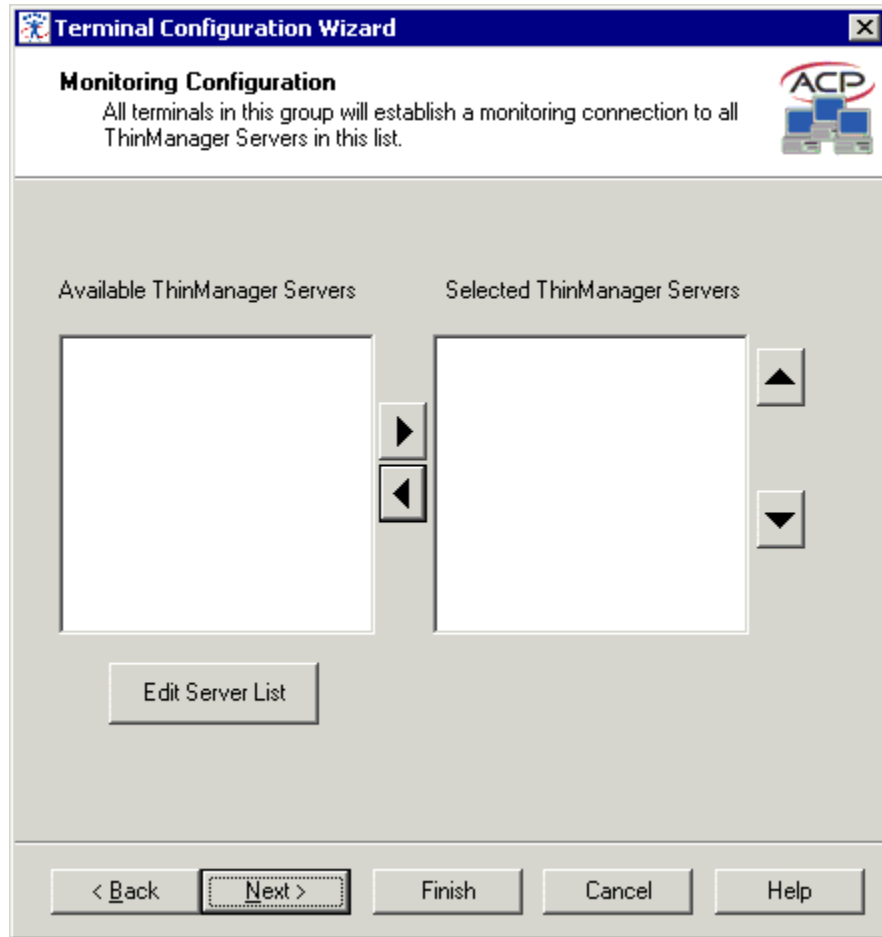 Terminal Configuration Wizard
Monitoring Configuration
All terminals in this group will establish a monitoring connection to all
ThinManager Servers in this list.
ACP
Available ThinManager Servers
Selected ThinManager Servers
Edit Server List
< Back
Next >
Finish
Cancel
Help